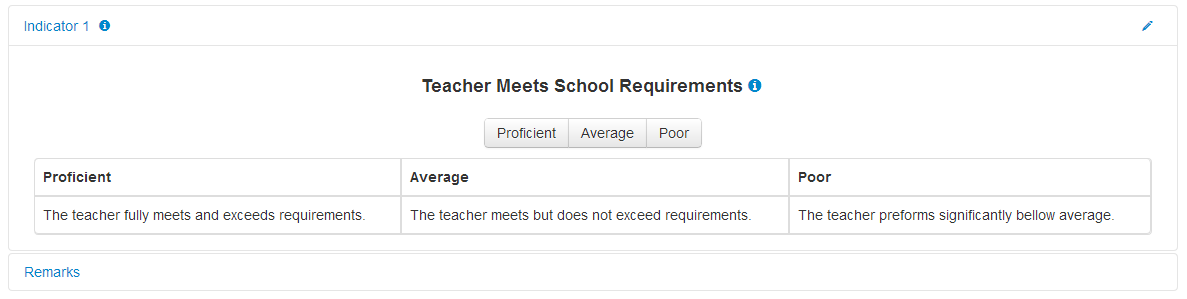 Indicator 1
Teacher Meets School Requirements
Proficient Average Poor
Proficient Average Poor
The teacher fully meets and exceeds requirements. The teacher meets but does not exceed requirements. The teacher preforms significantly bellow average.
Remarks